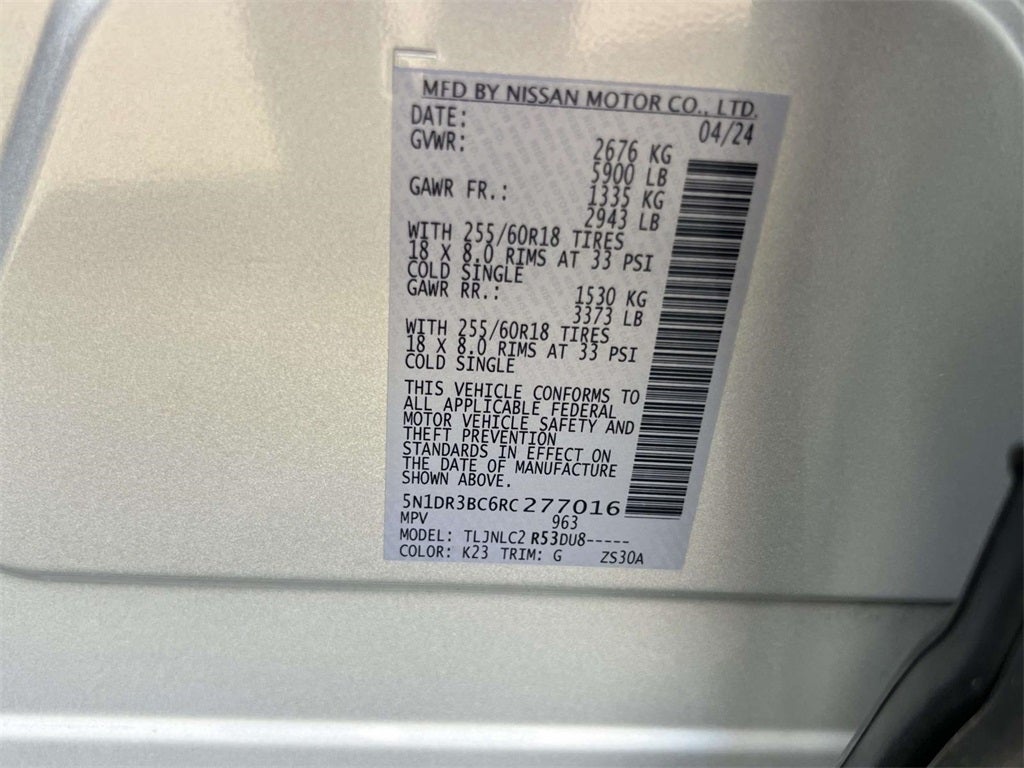 MFD BY NISSAN MOTOR CO., LTD.
DATE: 04/24
GVWR: 2676 KG
5900 LB
GAWR FR.: 1335 KG
2943 LB
WITH 255/60R18 TIRES
18 X 8.0 RIMS AT 33 PSI
COLD SINGLE
GAWR RR.: 1530 KG
3373 LB
WITH 255/60R18 TIRES
18 X 8.0 RIMS AT 33 PSI
COLD SINGLE
THIS VEHICLE CONFORMS TO
ALL APPLICABLE FEDERAL
MOTOR VEHICLE SAFETY AND
THEFT PREVENTION
STANDARDS IN EFFECT ON
THE DATE OF MANUFACTURE
SHOWN ABOVE.
5N1DR3BC6RC277016
MPV 963
MODEL: TLJNLC2 R53DU8-----
COLOR: K23 TRIM: G ZS30A